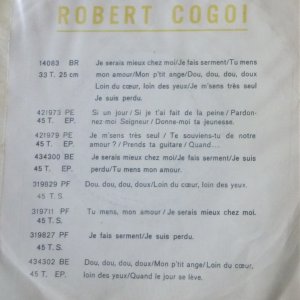 ROBERT COGOI
14083 BR Je serais mieux chez moi/Je fais serment/Tu mens
33 T. 25 cm mon amour/Mon p'tit ange/Dou, dou, dou, doux
Loin du cœur, loin des yeux/Je m'sens très seul
Je suis perdu.
421973 PE Si un jour/Si je t'ai fait de la peine/Pardon-
45 T. EP. nez moi Seigneur/Donne-moi ta jeunesse.
421979 PE Je m'sens très seul / Te souviens-tu de notre
45 T. EP. amour ? / Prends ta guitare / Quand...
434300 BE Je serais mieux chez moi/Je fais serment/Je suis
45 T. EP. perdu/Tu mens mon amour.
319829 PF Dou, dou, dou, doux/Loin du cœur, loin des yeux.
45 T. S.
319711 PF Tu mens, mon amour / Je serais mieux chez moi.
45 T. S.
319827 PF Je fais serment/Je suis perdu.
45 T. S.
434302 BE Dou, dou, dou, doux/Mon p'tit ange/Loin du cœur,
45 T. EP. loin des yeux/Quand le jour se lève.